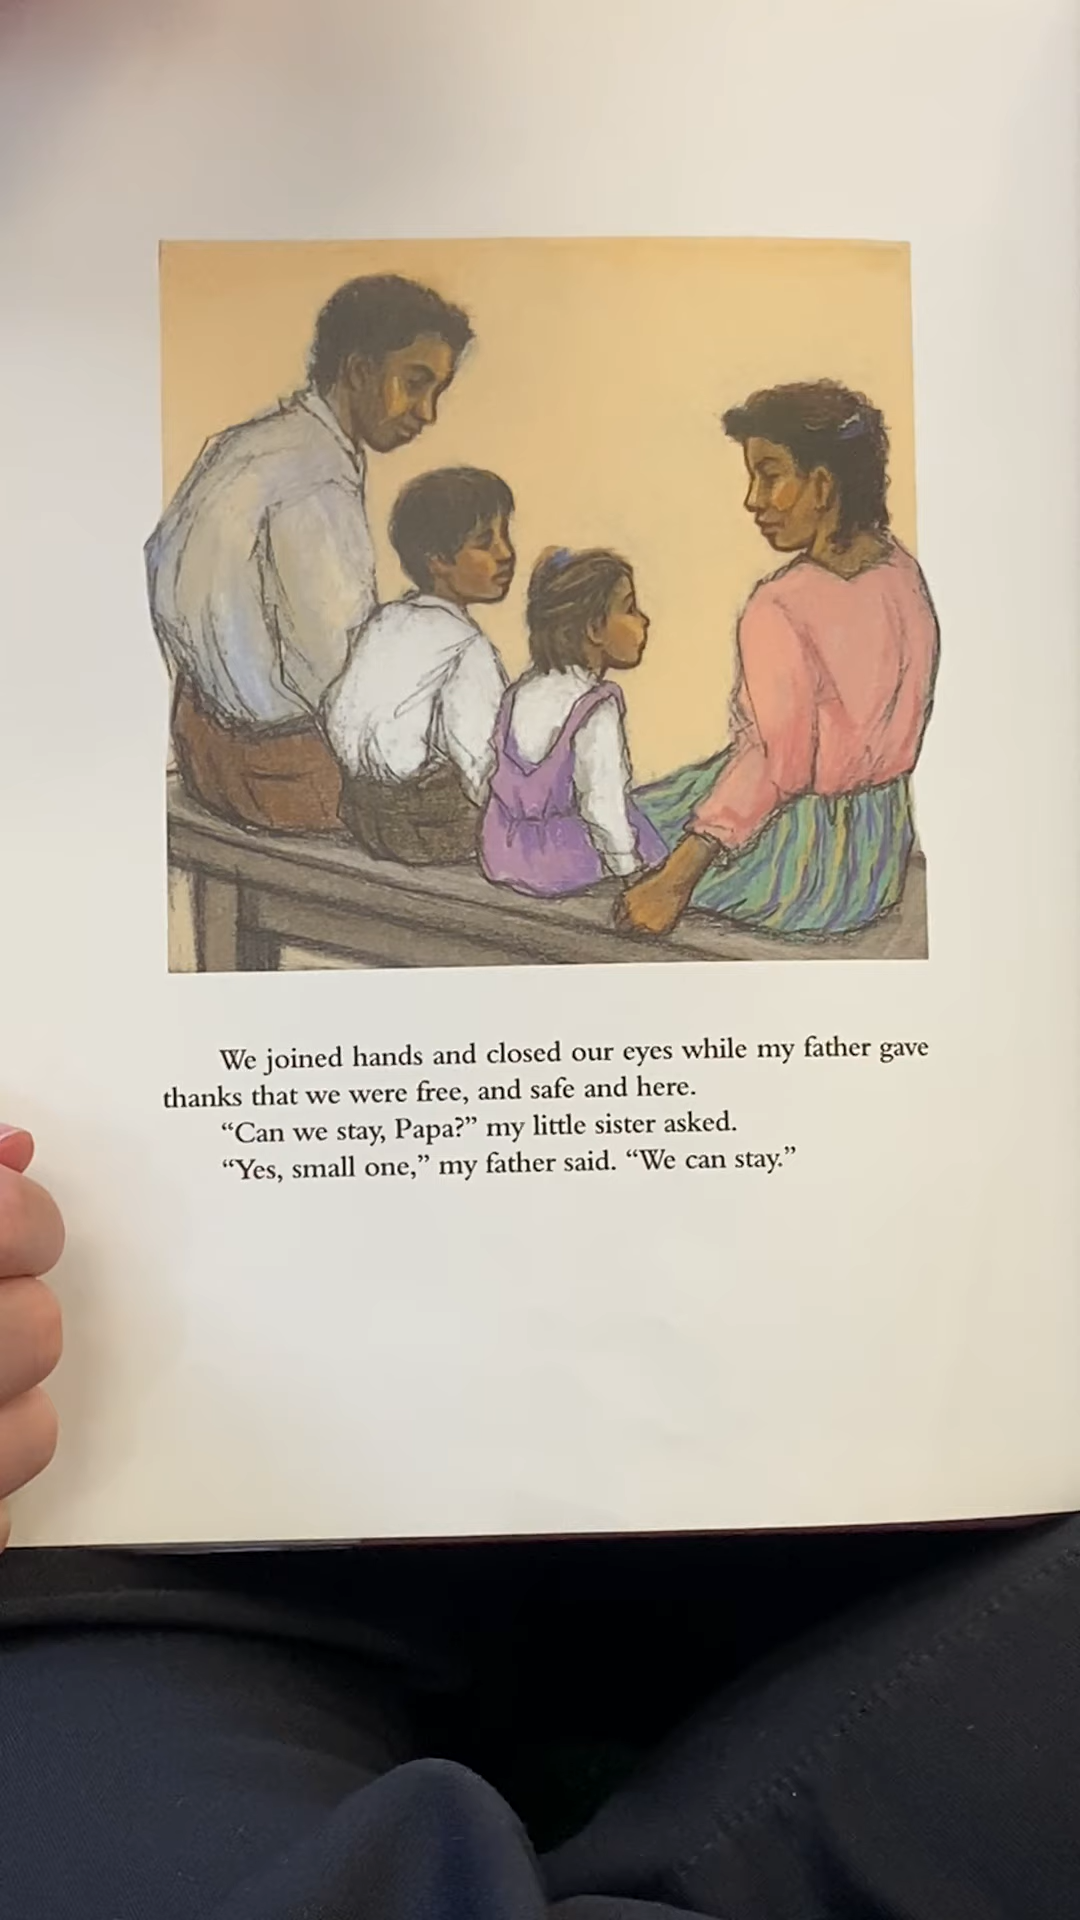 We joined hands and closed our eyes while my father gave
thanks that we were free, and safe and here.
“Can we stay, Papa?” my little sister asked.
“Yes, small one,” my father said. “We can stay.”